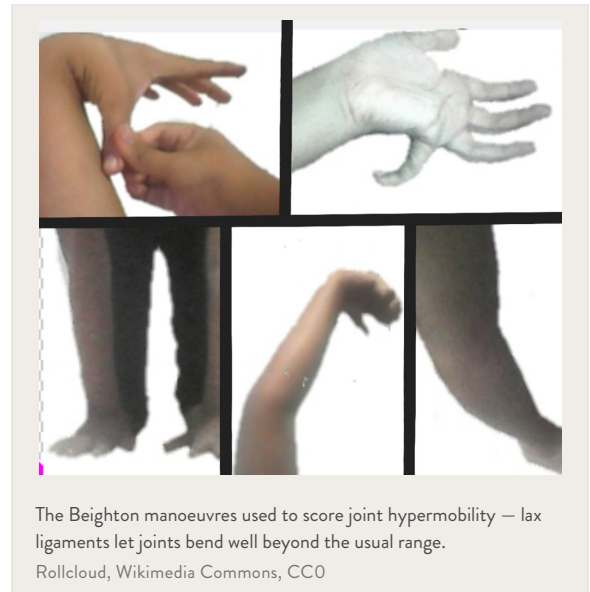 The Beighton manoeuvres used to score joint hypermobility — lax
ligaments let joints bend well beyond the usual range.
Rollcloud, Wikimedia Commons, CC0